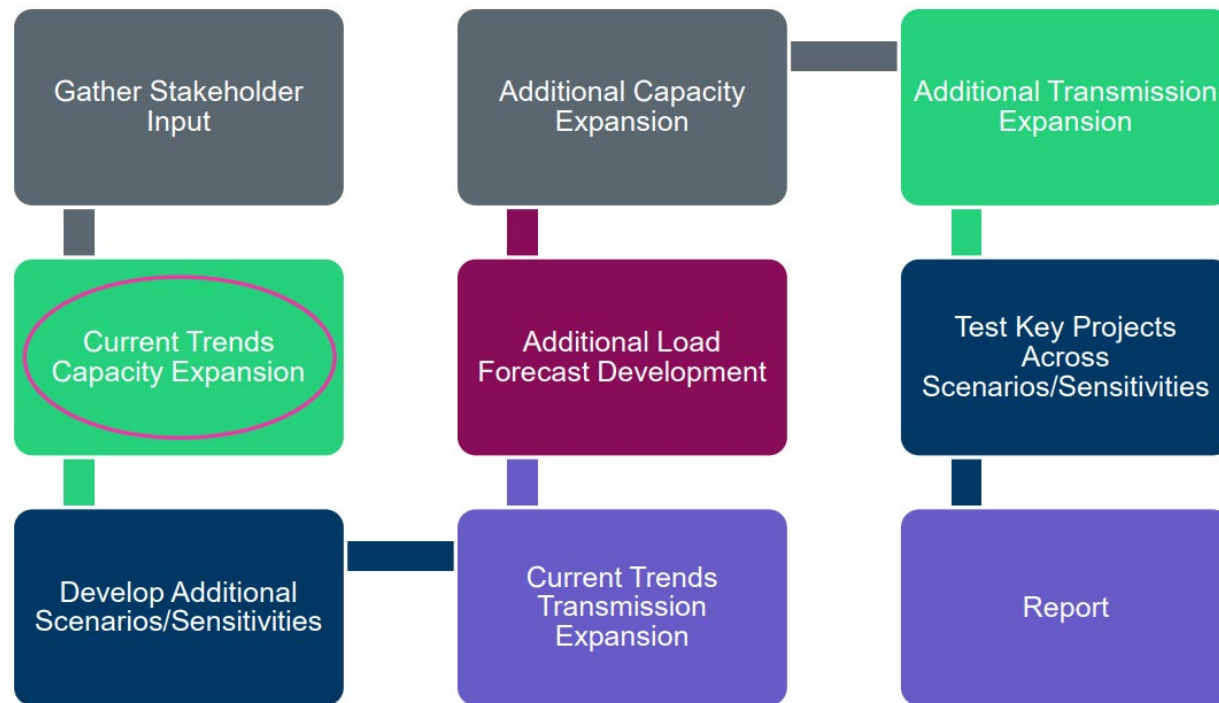 Gather Stakeholder
Input
Current Trends
Capacity Expansion
Develop Additional
Scenarios/Sensitivities
Current Trends
Transmission
Expansion
Additional Load
Forecast Development
Additional Capacity
Expansion
Additional Transmission
Expansion
Test Key Projects
Across
Scenarios/Sensitivities
Report